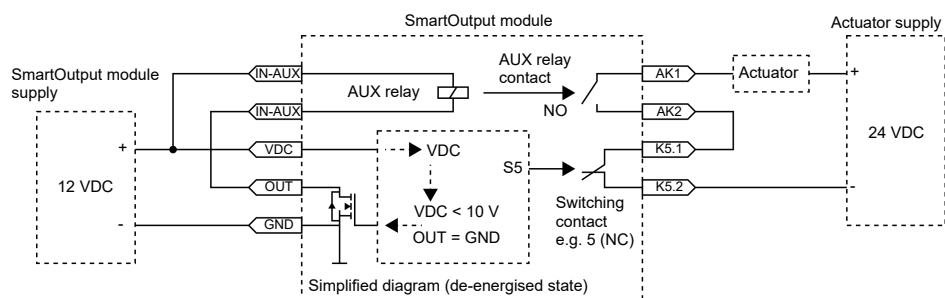 SmartOutput module
Actuator supply
SmartOutput module
supply
12 VDC
+
-
IN-AUX
IN-AUX
VDC
OUT
GND
AUX relay
AUX relay
contact
NO
VDC
VDC < 10 V
OUT = GND
S5
Switching
contact
e.g. 5 (NC)
AK1
AK2
K5.1
K5.2
Actuator
+
-
24 VDC
Simplified diagram (de-energised state)